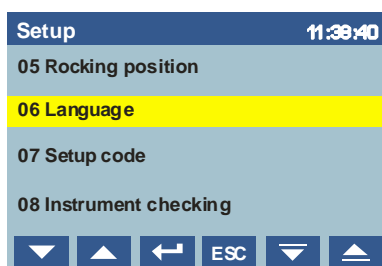 Setup 11:38:40
05 Rocking position
06 Language
07 Setup code
08 Instrument checking
ESC